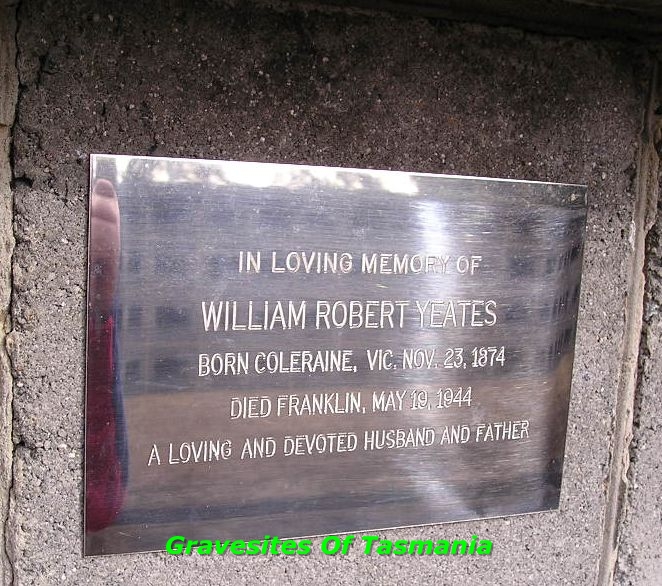 IN LOVING MEMORY OF
WILLIAM ROBERT YEATES
BORN COLERAINE, VIC. NOV. 23, 1874
DIED FRANKLIN, MAY 19, 1944
A LOVING AND DEVOTED HUSBAND AND FATHER
Gravesites Of Tasmania